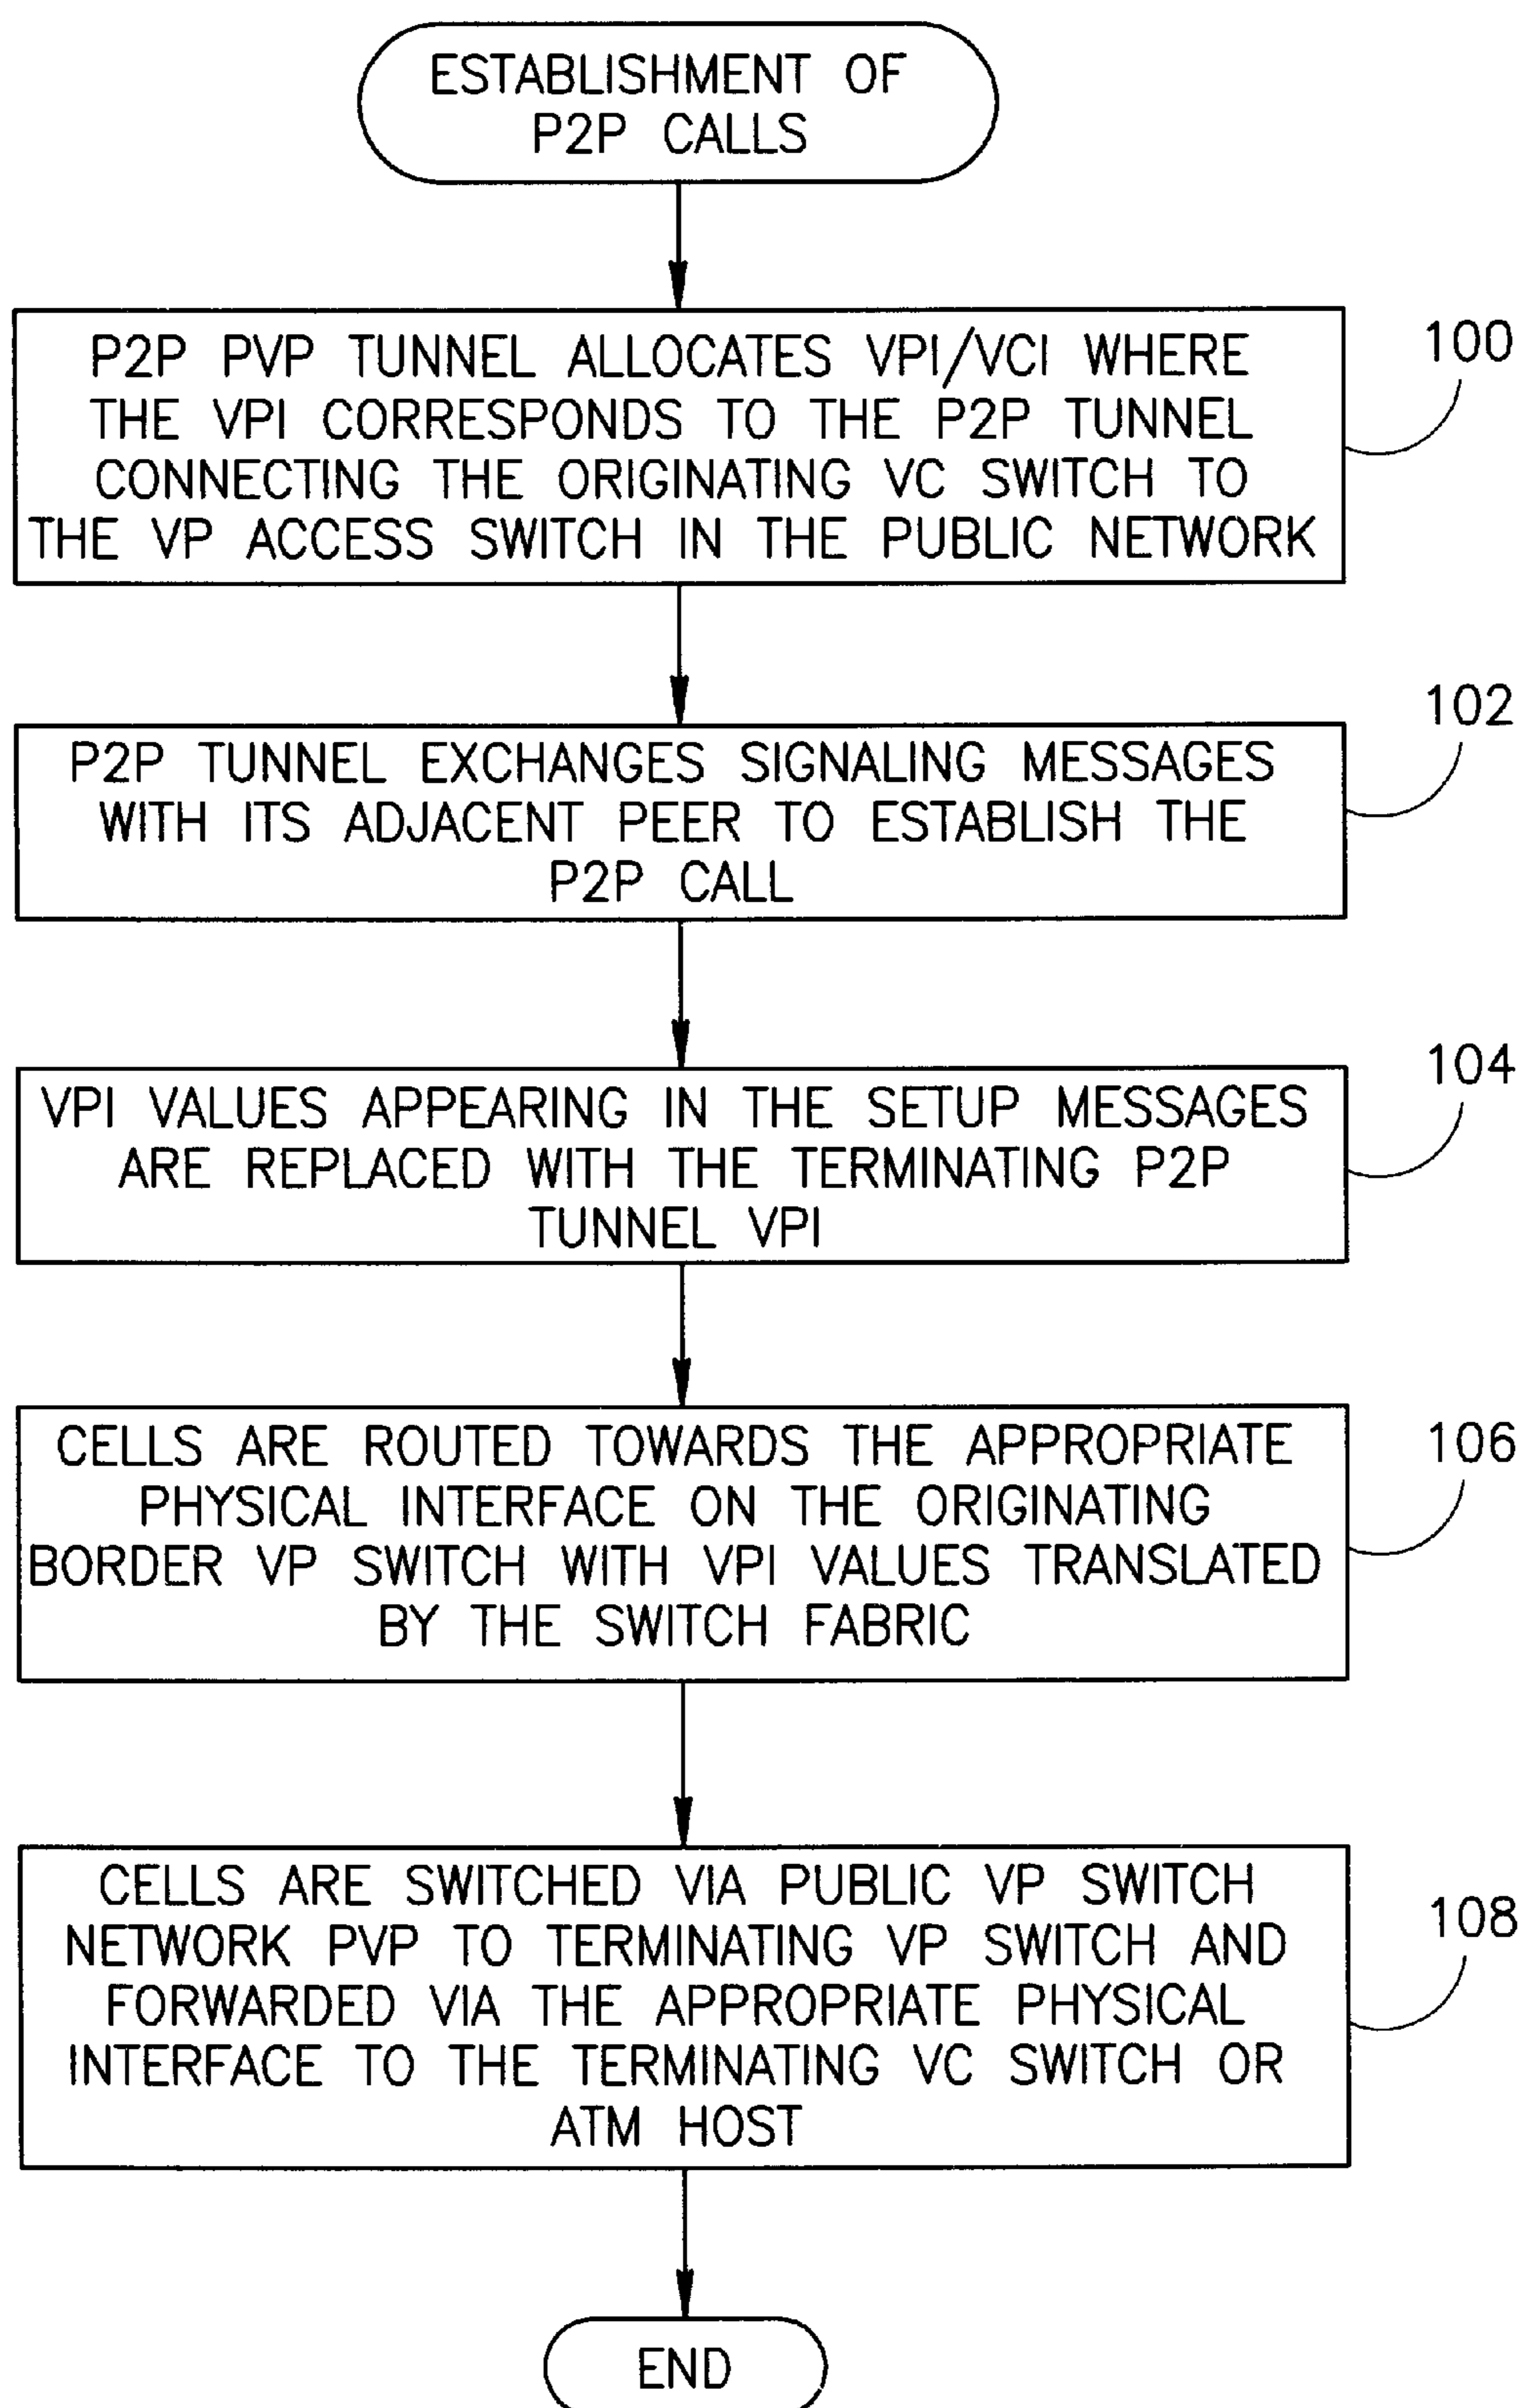 ESTABLISHMENT OF
P2P CALLS
P2P PVP TUNNEL ALLOCATES VPI/VCI WHERE
THE VPI CORRESPONDS TO THE P2P TUNNEL
CONNECTING THE ORIGINATING VC SWITCH TO
THE VP ACCESS SWITCH IN THE PUBLIC NETWORK
100
P2P TUNNEL EXCHANGES SIGNALING MESSAGES
WITH ITS ADJACENT PEER TO ESTABLISH THE
P2P CALL
102
VPI VALUES APPEARING IN THE SETUP MESSAGES
ARE REPLACED WITH THE TERMINATING P2P
TUNNEL VPI
104
CELLS ARE ROUTED TOWARDS THE APPROPRIATE
PHYSICAL INTERFACE ON THE ORIGINATING
BORDER VP SWITCH WITH VPI VALUES TRANSLATED
BY THE SWITCH FABRIC
106
CELLS ARE SWITCHED VIA PUBLIC VP SWITCH
NETWORK PVP TO TERMINATING VP SWITCH AND
FORWARDED VIA THE APPROPRIATE PHYSICAL
INTERFACE TO THE TERMINATING VC SWITCH OR
ATM HOST
108
END